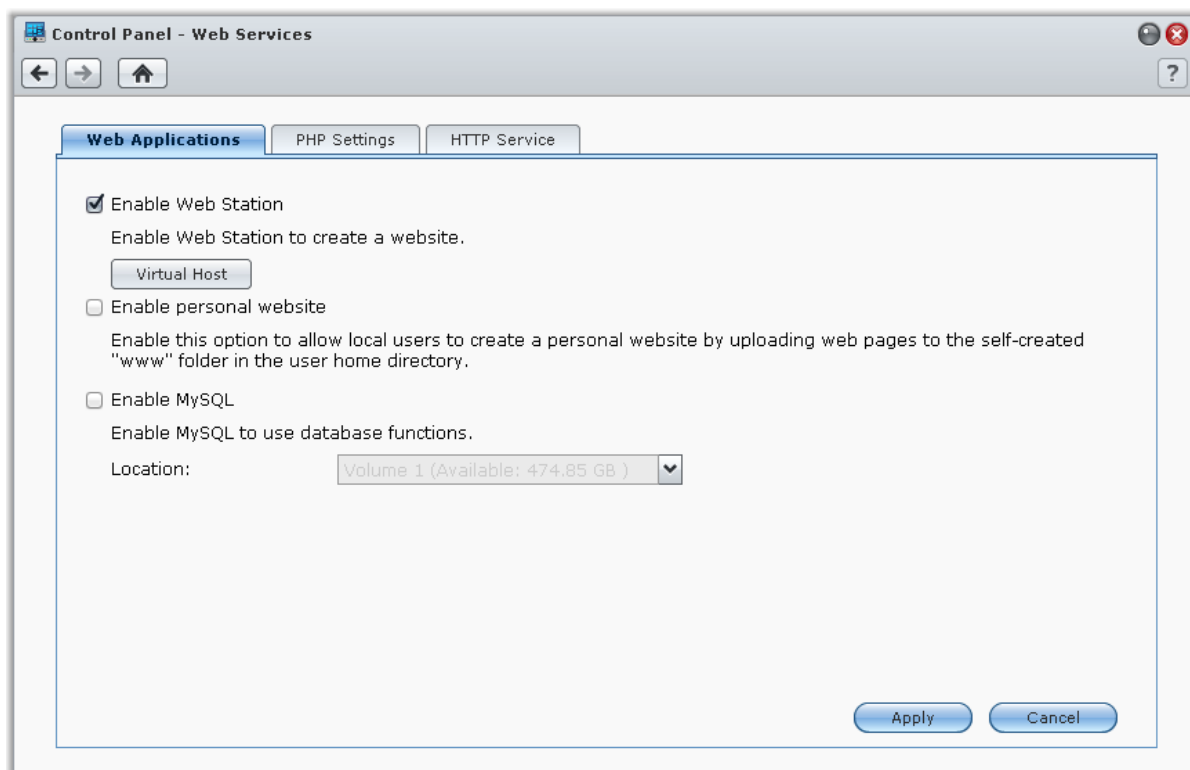 Control Panel - Web Services
?
Web Applications
PHP Settings
HTTP Service
Enable Web Station
Enable Web Station to create a website.
Virtual Host
Enable personal website
Enable this option to allow local users to create a personal website by uploading web pages to the self-created
"www" folder in the user home directory.
Enable MySQL
Enable MySQL to use database functions.
Location:
Volume 1 (Available: 474.85 GB )
Apply
Cancel